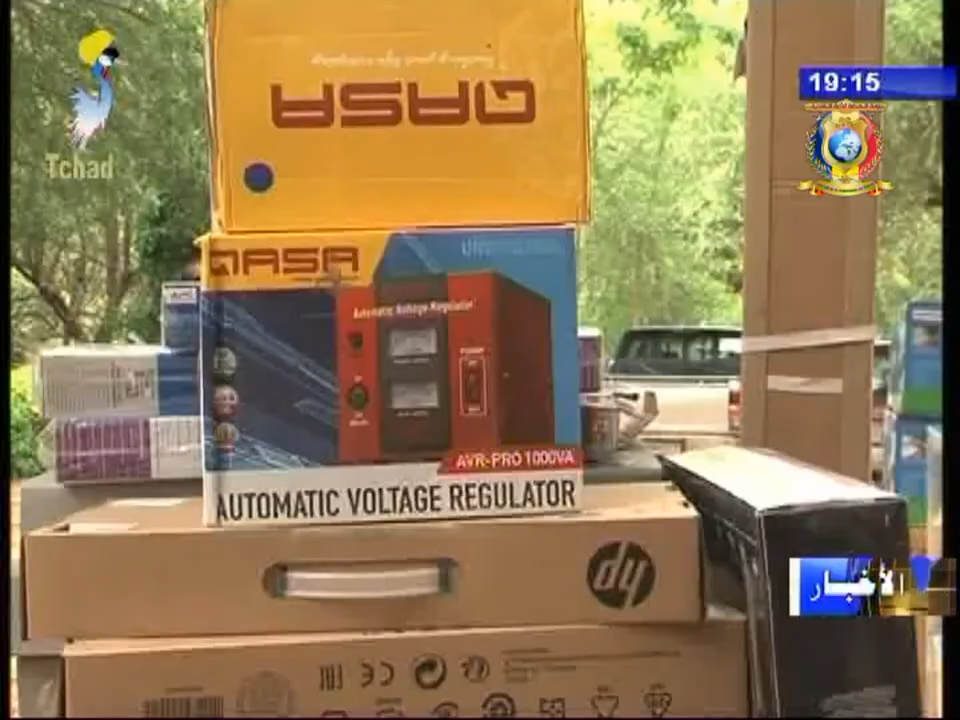 19:15
Tchad
QASA
QASA
Automatic Voltage Regulator
AVR-PRO 1000VA
AUTOMATIC VOLTAGE REGULATOR
hp
الأخبار